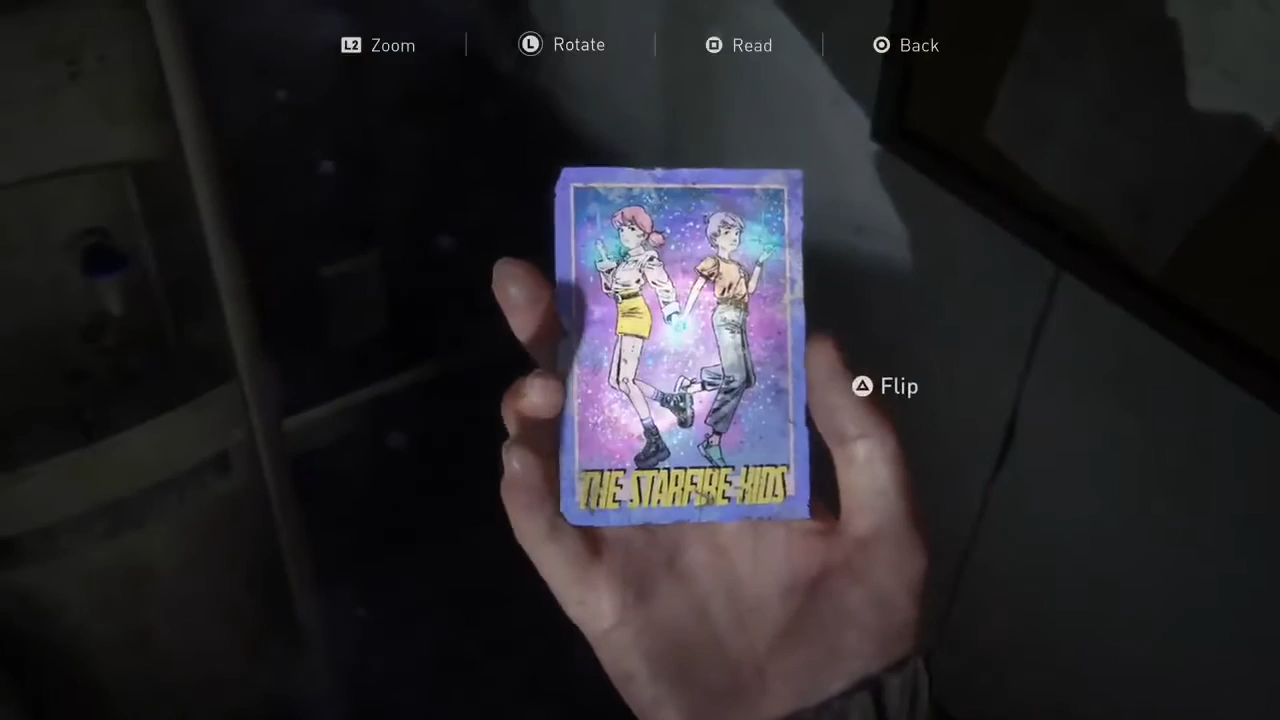 L2 Zoom
L Rotate
Read
Back
Flip
THE STARFIRE KIDS